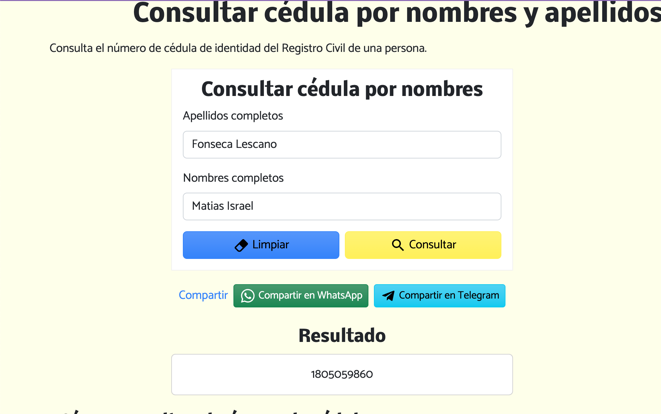 Consultar cédula por nombres y apellidos
Consulta el número de cédula de identidad del Registro Civil de una persona.
Consultar cédula por nombres
Apellidos completos
Fonseca Lescano
Nombres completos
Matias Israel
Limpiar Consultar
Compartir Compartir en WhatsApp Compartir en Telegram
Resultado
1805059860